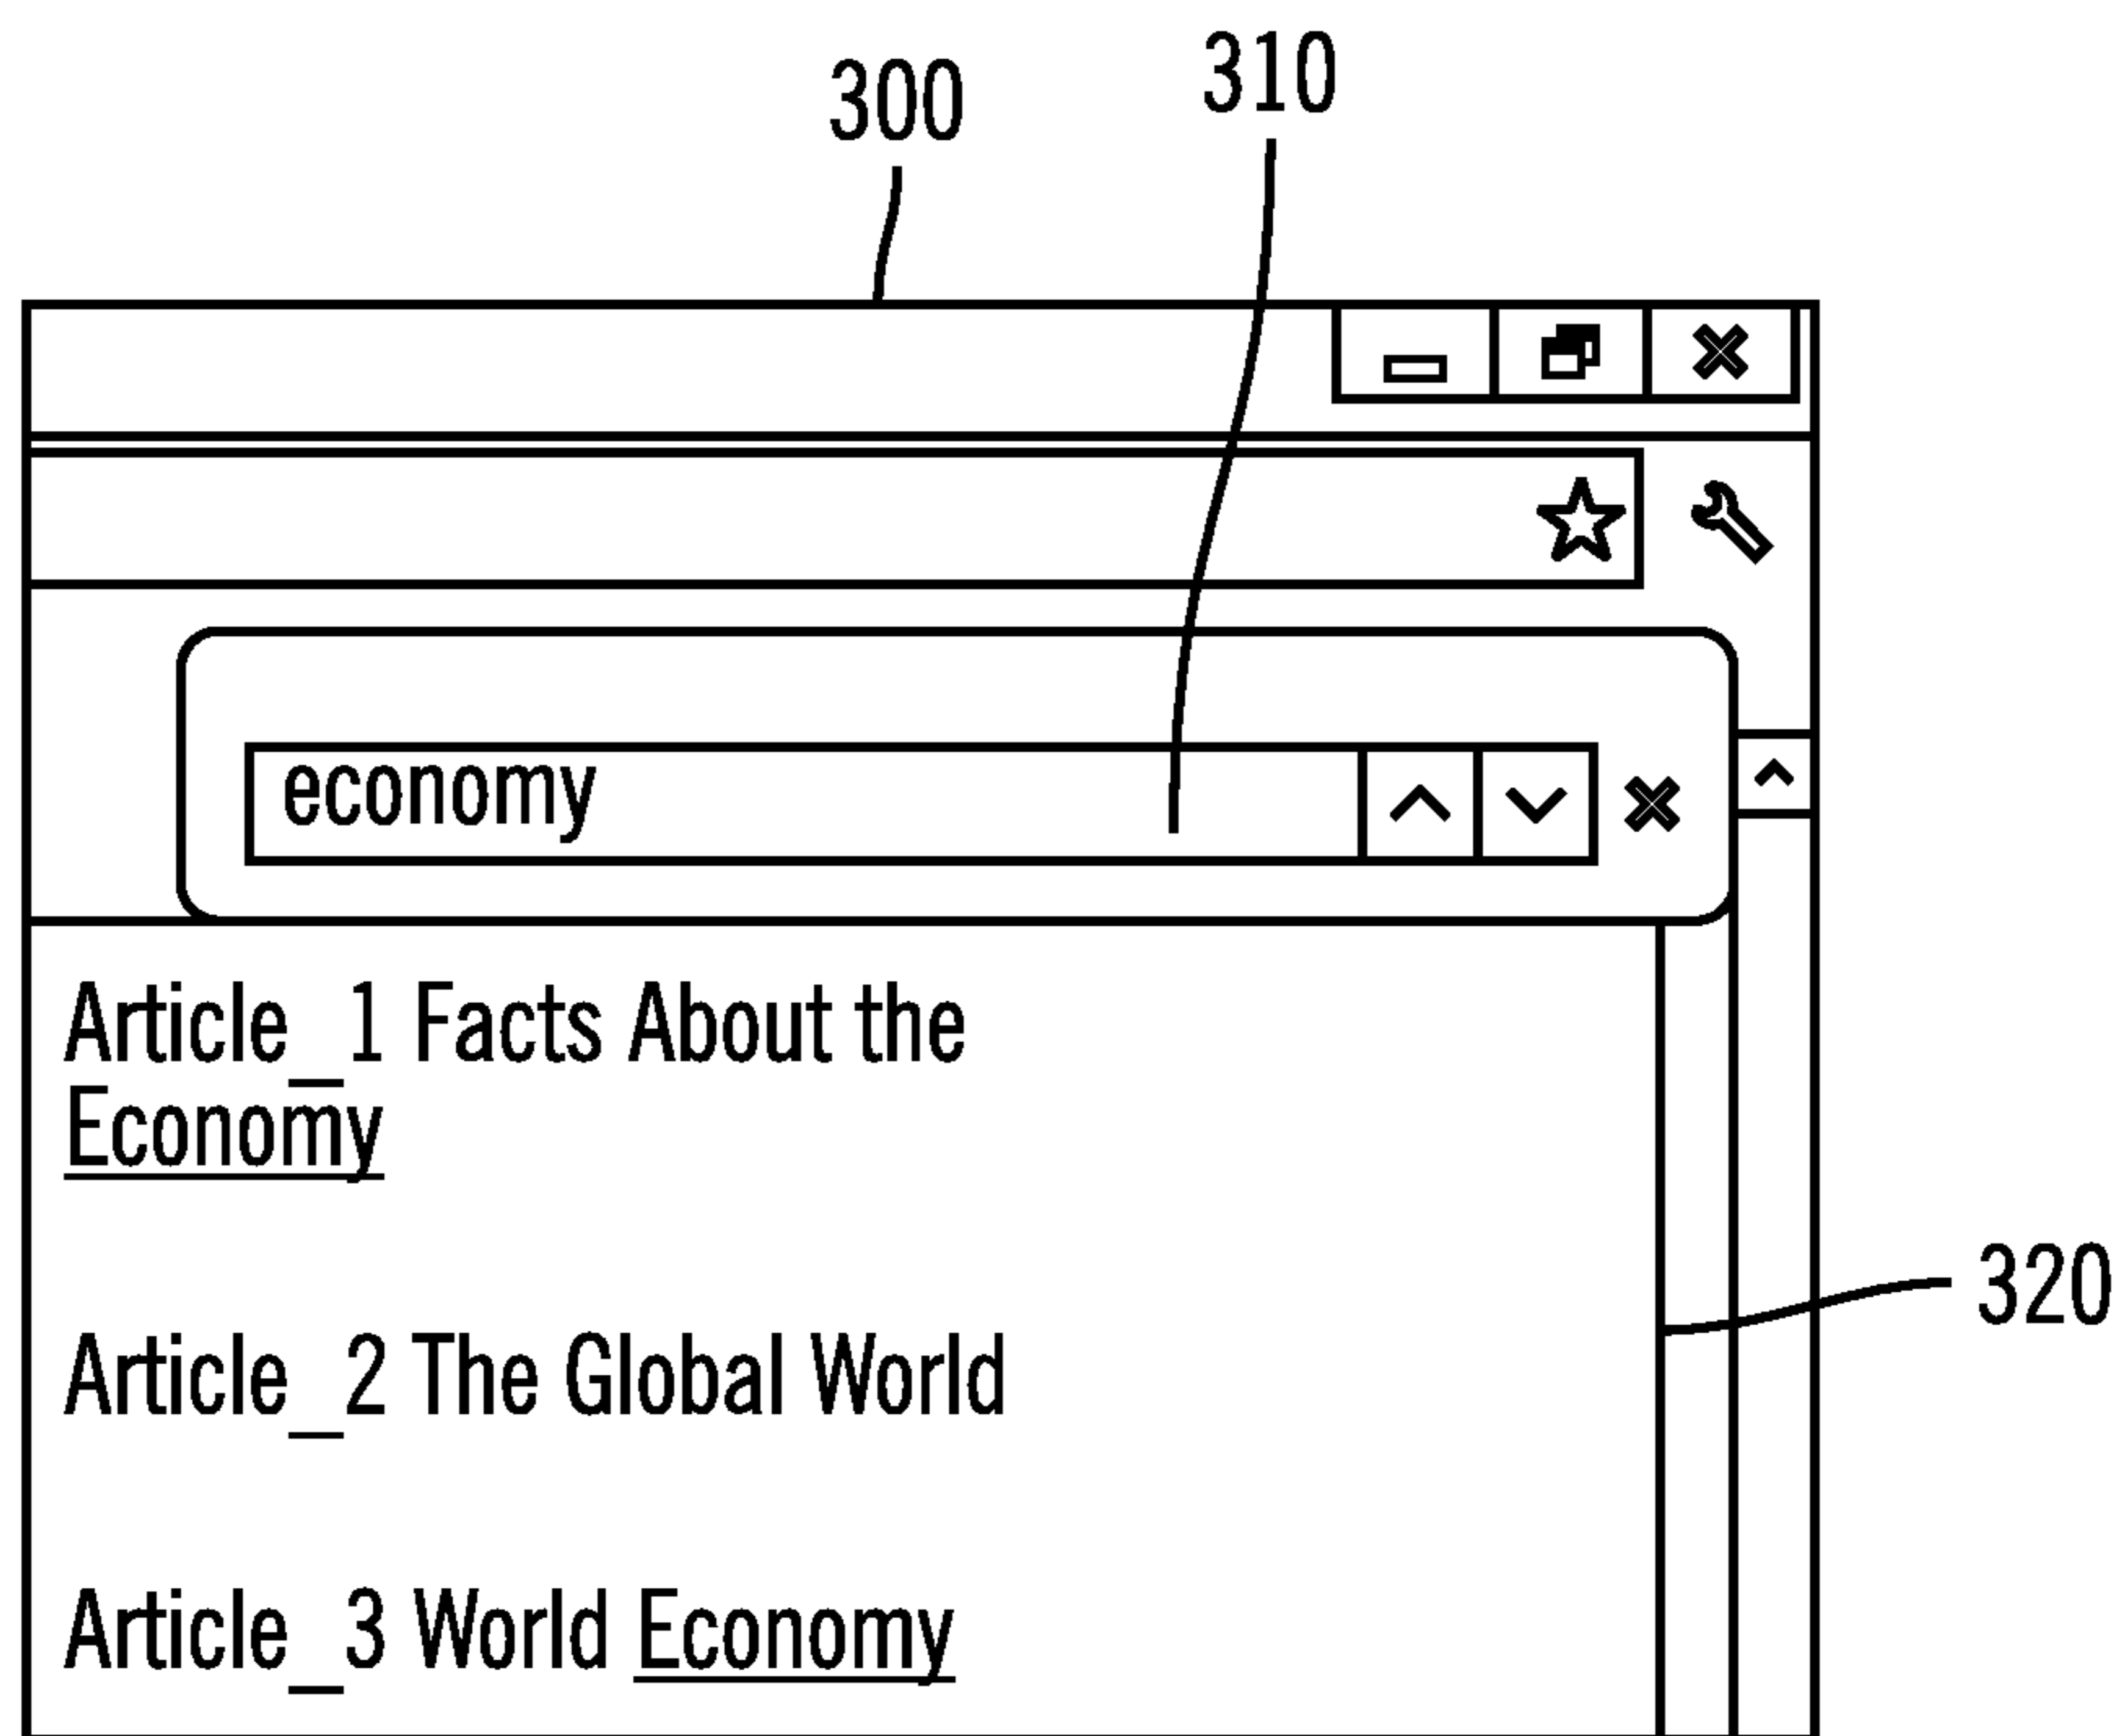 300
310
economy
Article_1 Facts About the
Economy
320
Article_2 The Global World
Article_3 World Economy